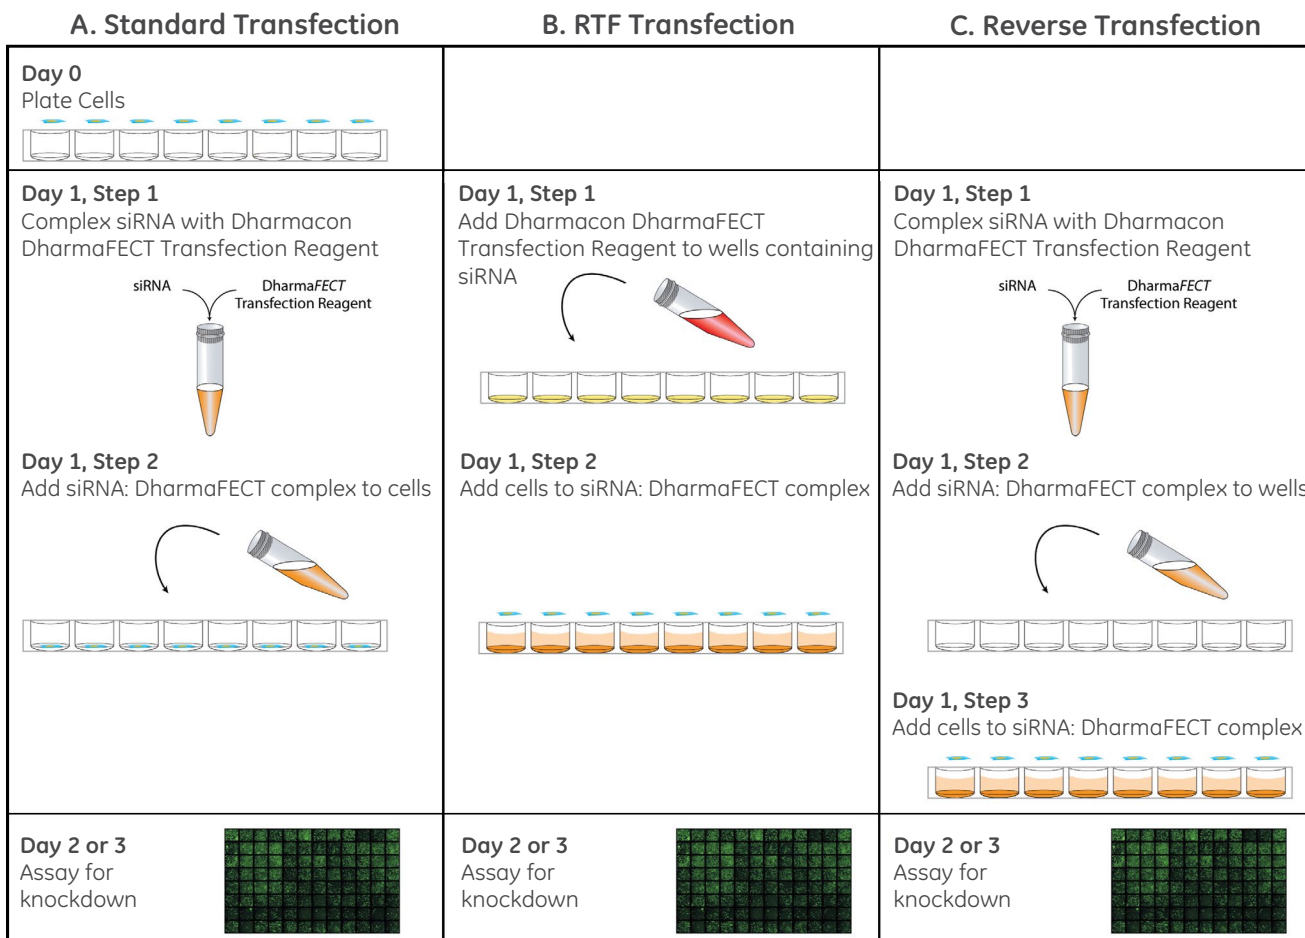 A. Standard Transfection
B. RTF Transfection
C. Reverse Transfection
Day 0
Plate Cells
Day 1, Step 1
Complex siRNA with Dharmacon
DharmaFECT Transfection Reagent
siRNA
DharmaFECT
Transfection Reagent
Day 1, Step 2
Add siRNA: DharmaFECT complex to cells
Day 2 or 3
Assay for
knockdown
Day 1, Step 1
Add Dharmacon DharmaFECT
Transfection Reagent to wells containing
siRNA
Day 1, Step 2
Add cells to siRNA: DharmaFECT complex
Day 2 or 3
Assay for
knockdown
Day 1, Step 1
Complex siRNA with Dharmacon
DharmaFECT Transfection Reagent
siRNA
DharmaFECT
Transfection Reagent
Day 1, Step 2
Add siRNA: DharmaFECT complex to wells
Day 1, Step 3
Add cells to siRNA: DharmaFECT complex
Day 2 or 3
Assay for
knockdown